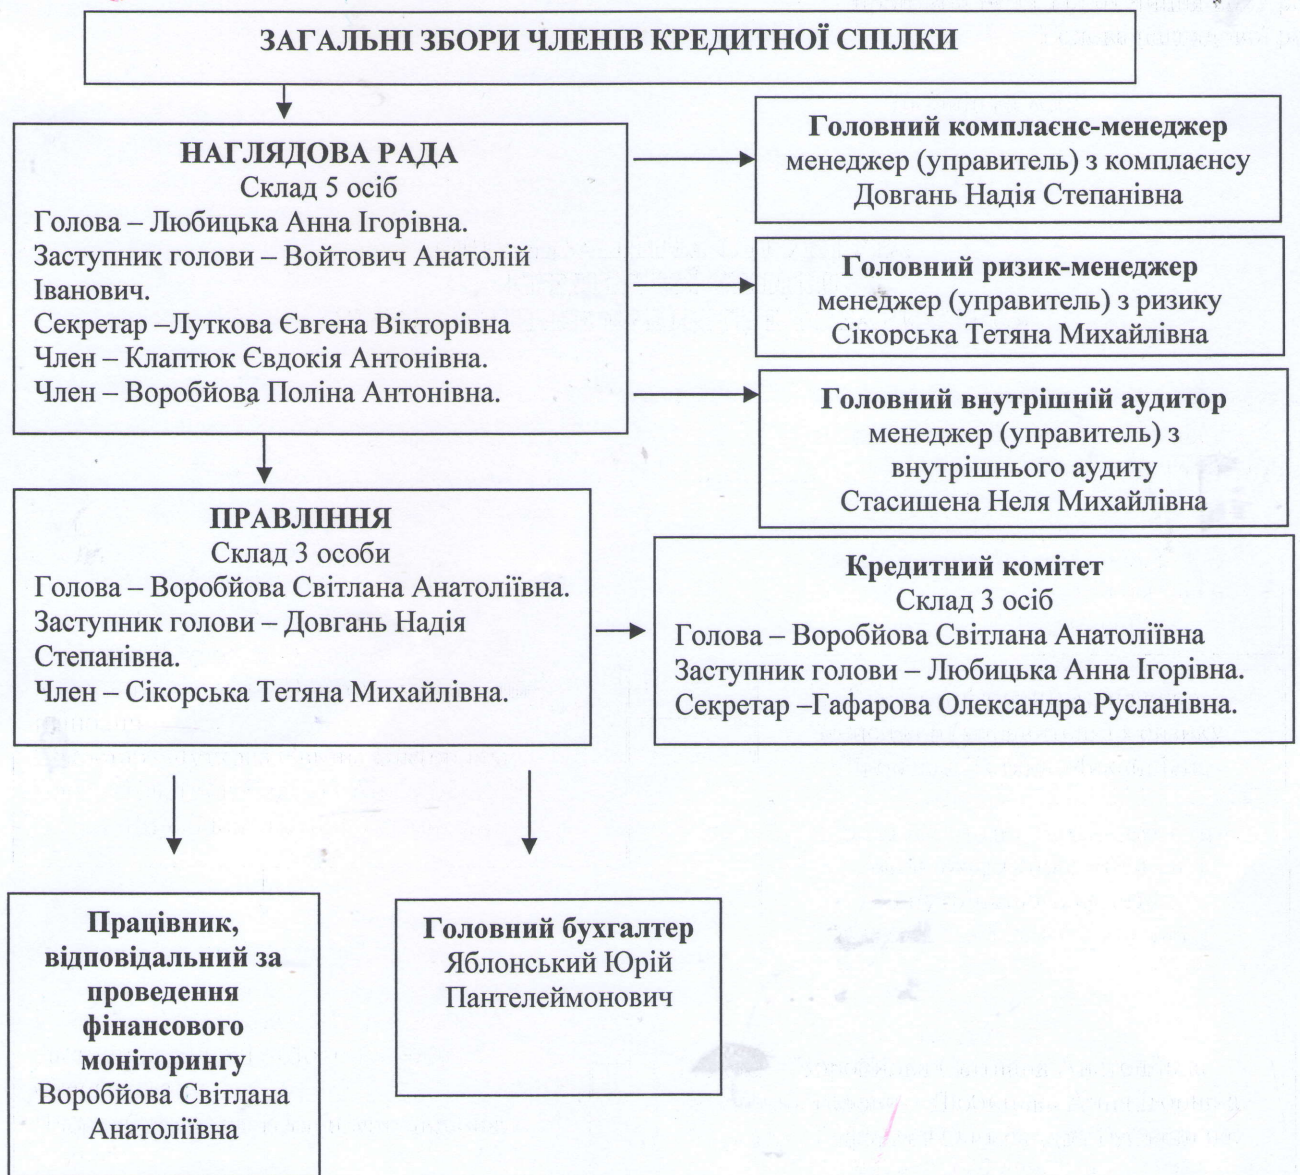 ЗАГАЛЬНІ ЗБОРИ ЧЛЕНІВ КРЕДИТНОЇ СПІЛКИ
НАГЛЯДОВА РАДА
Склад 5 осіб
Голова – Любицька Анна Ігорівна.
Заступник голови – Войтович Анатолій
Іванович.
Секретар –Луткова Євгена Вікторівна
Член – Клаптюк Євдокія Антонівна.
Член – Воробйова Поліна Антонівна.
Головний комплаєнс-менеджер
менеджер (управитель) з комплаєнсу
Довгань Надія Степанівна
Головний ризик-менеджер
менеджер (управитель) з ризику
Сікорська Тетяна Михайлівна
Головний внутрішній аудитор
менеджер (управитель) з
внутрішнього аудиту
Стасишена Неля Михайлівна
ПРАВЛІННЯ
Склад 3 особи
Голова – Воробйова Світлана Анатоліївна.
Заступник голови – Довгань Надія
Степанівна.
Член – Сікорська Тетяна Михайлівна.
Кредитний комітет
Склад 3 осіб
Голова – Воробйова Світлана Анатоліївна
Заступник голови – Любицька Анна Ігорівна.
Секретар –Гафарова Олександра Русланівна.
Працівник,
відповідальний за
проведення
фінансового
моніторингу
Воробйова Світлана
Анатоліївна
Головний бухгалтер
Яблонський Юрій
Пантелеймонович